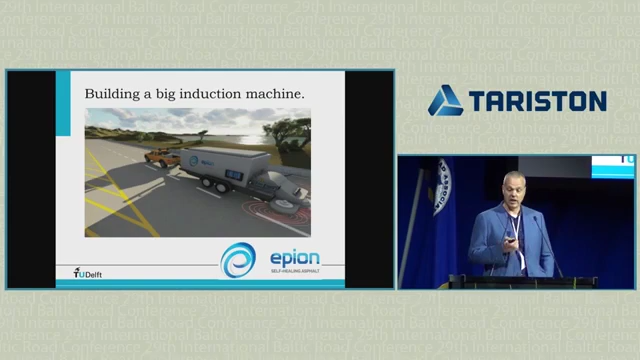 29th International Baltic Road Conference
Building a big induction machine.
epion
epion
SELF-HEALING ASPHALT
TU Delft
TARISTON